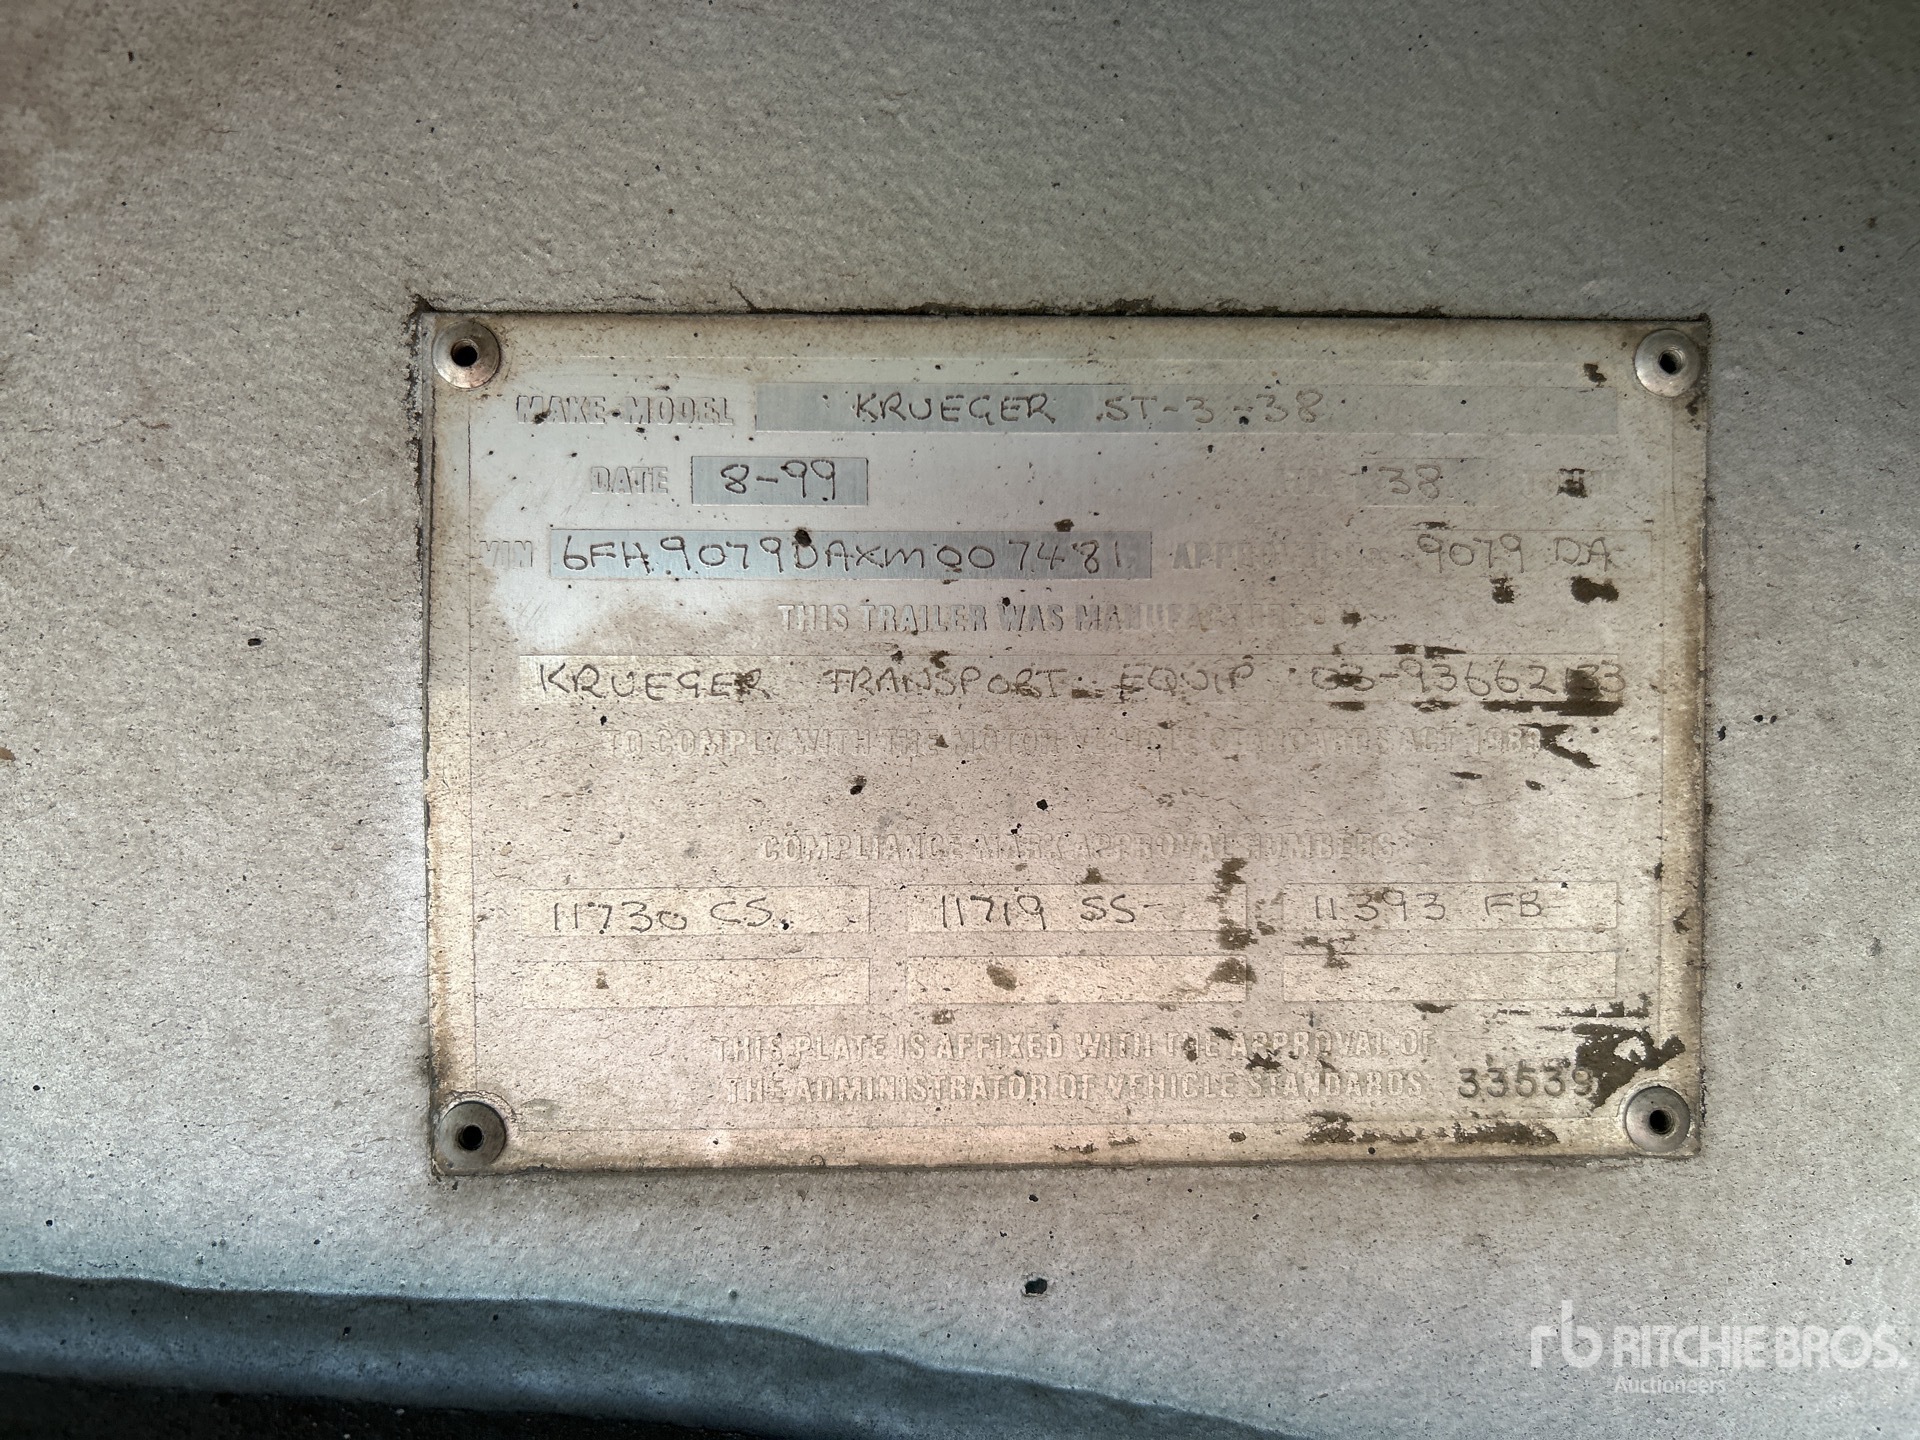 MAKE-MODEL KRUEGER ST-3-38
DATE 8-99 38
VIN 6FH9079DAXM007481 9079 DA
THIS TRAILER WAS MANUFACTURED
KRUEGER TRANSPORT EQUIP 03-93662133
TO COMPLY WITH THE MOTOR VEHICLE STANDARDS ACT 1989
COMPLIANCE MARK APPROVAL NUMBERS
11730 CS 11719 SS 11393 FB
THIS PLATE IS AFFIXED WITH THE APPROVAL OF
THE ADMINISTRATOR OF VEHICLE STANDARDS 33539
rb RITCHIE BROS.
Auctioneers